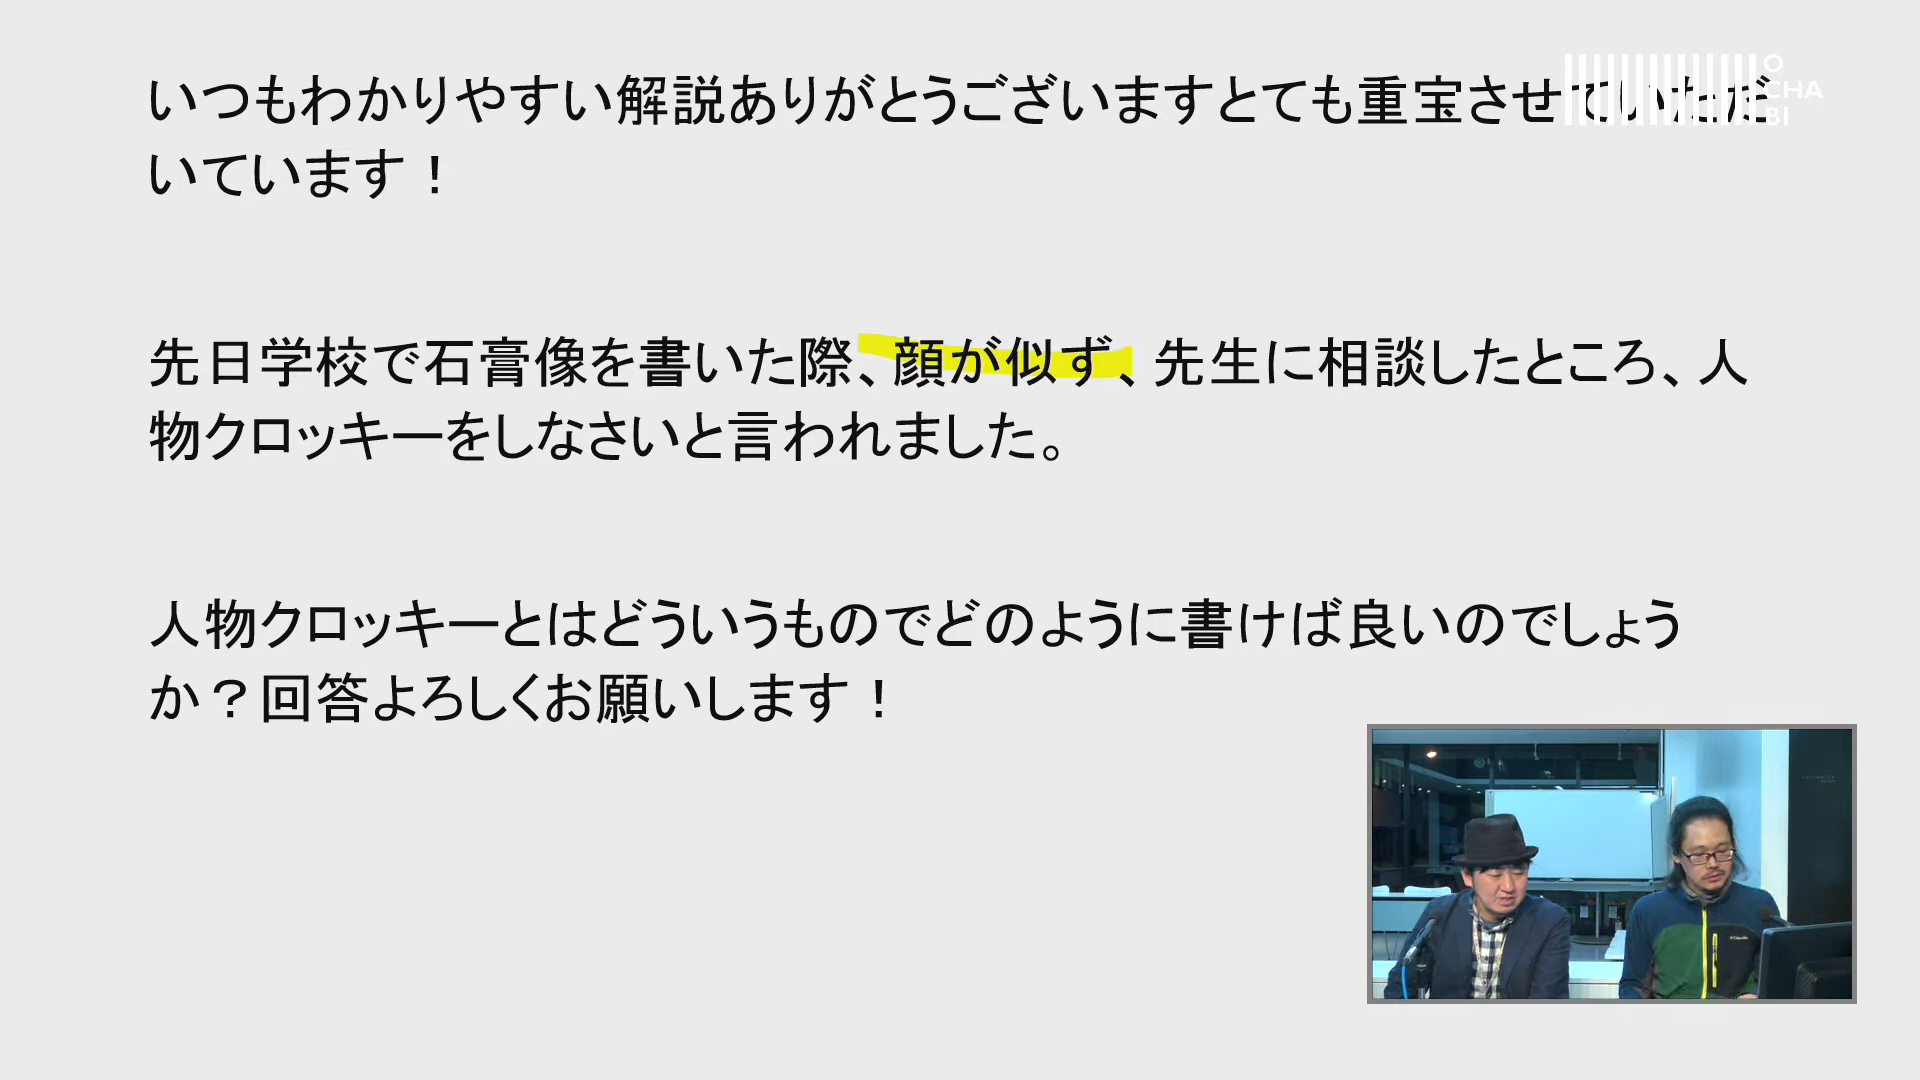 いつもわかりやすい解説ありがとうございますとても重宝させていただ
いています！
先日学校で石膏像を書いた際、顔が似ず、先生に相談したところ、人
物クロッキーをしなさいと言われました。
人物クロッキーとはどういうものでどのように書けば良いのでしょう
か？回答よろしくお願いします！
O
CHA
BI